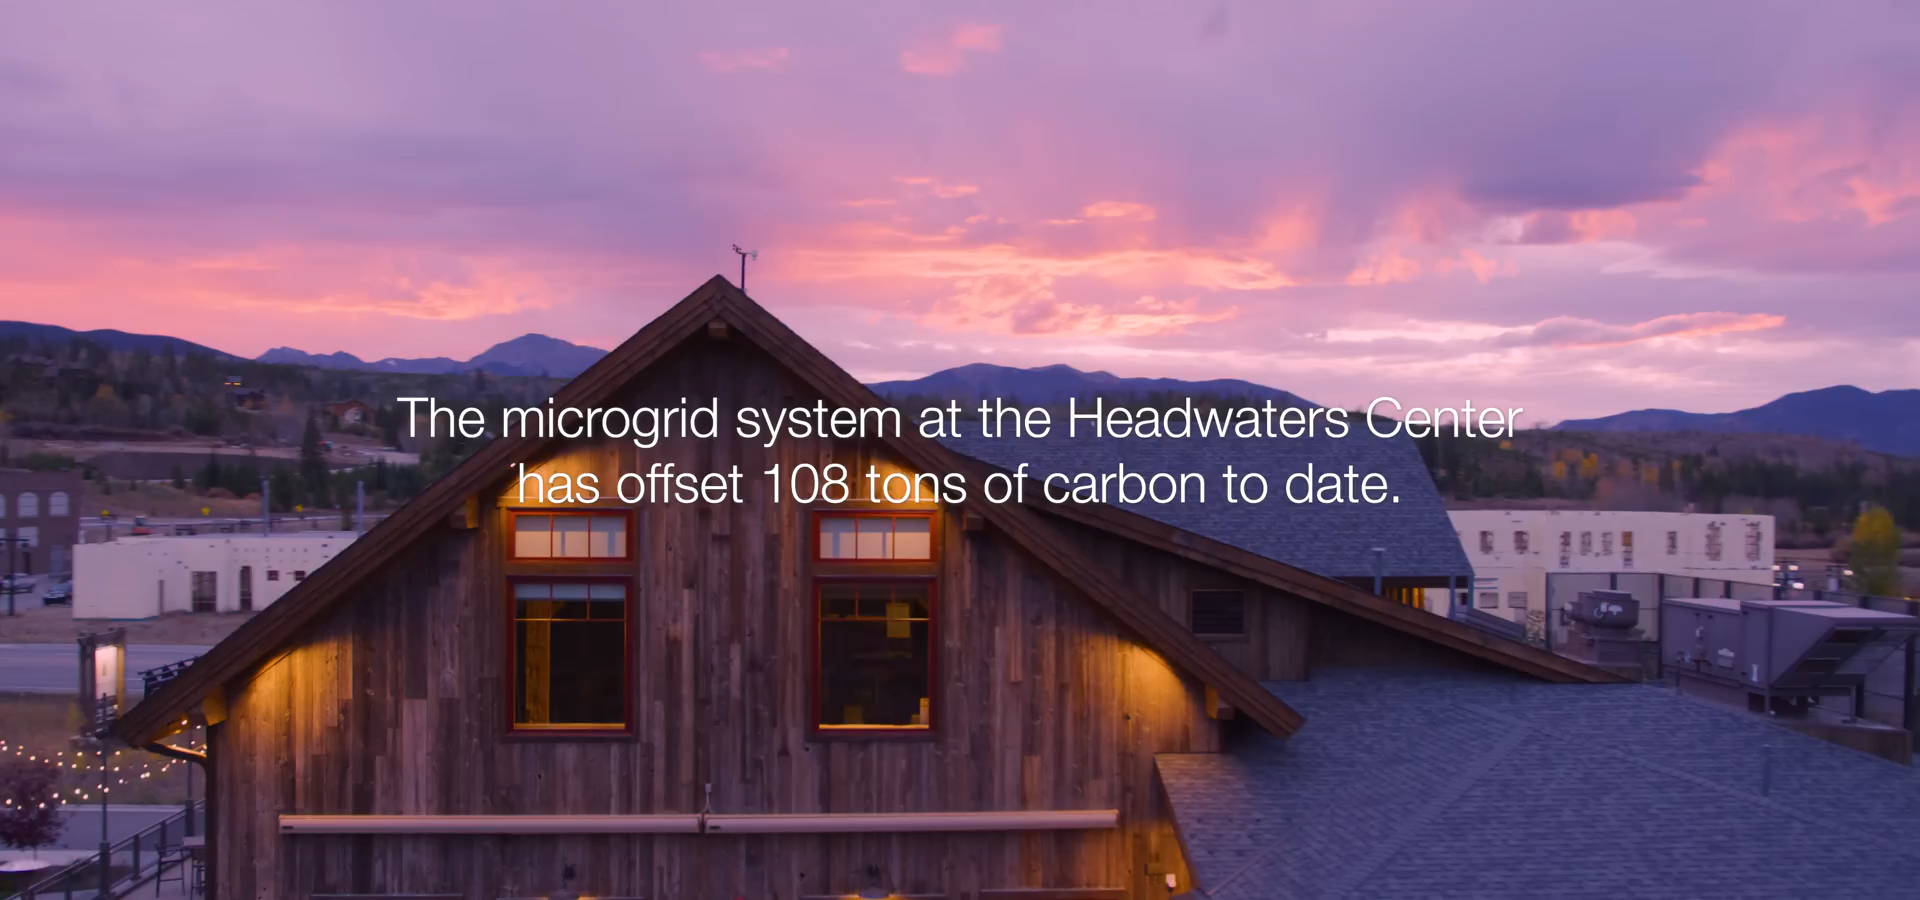 The microgrid system at the Headwaters Center
has offset 108 tons of carbon to date.